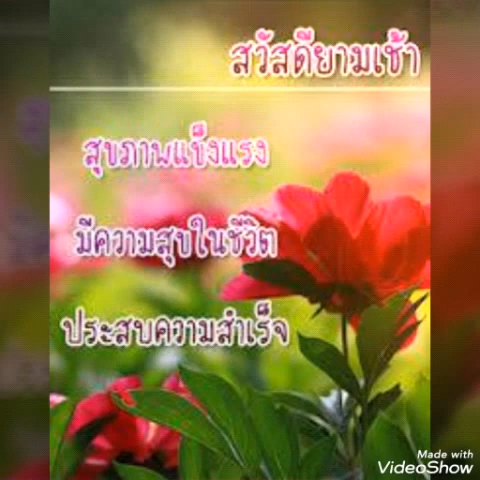 สวัสดียามเช้า
สุขภาพแข็งแรง
มีความสุขในชีวิต
ประสบความสำเร็จ
Made with
VideoShow